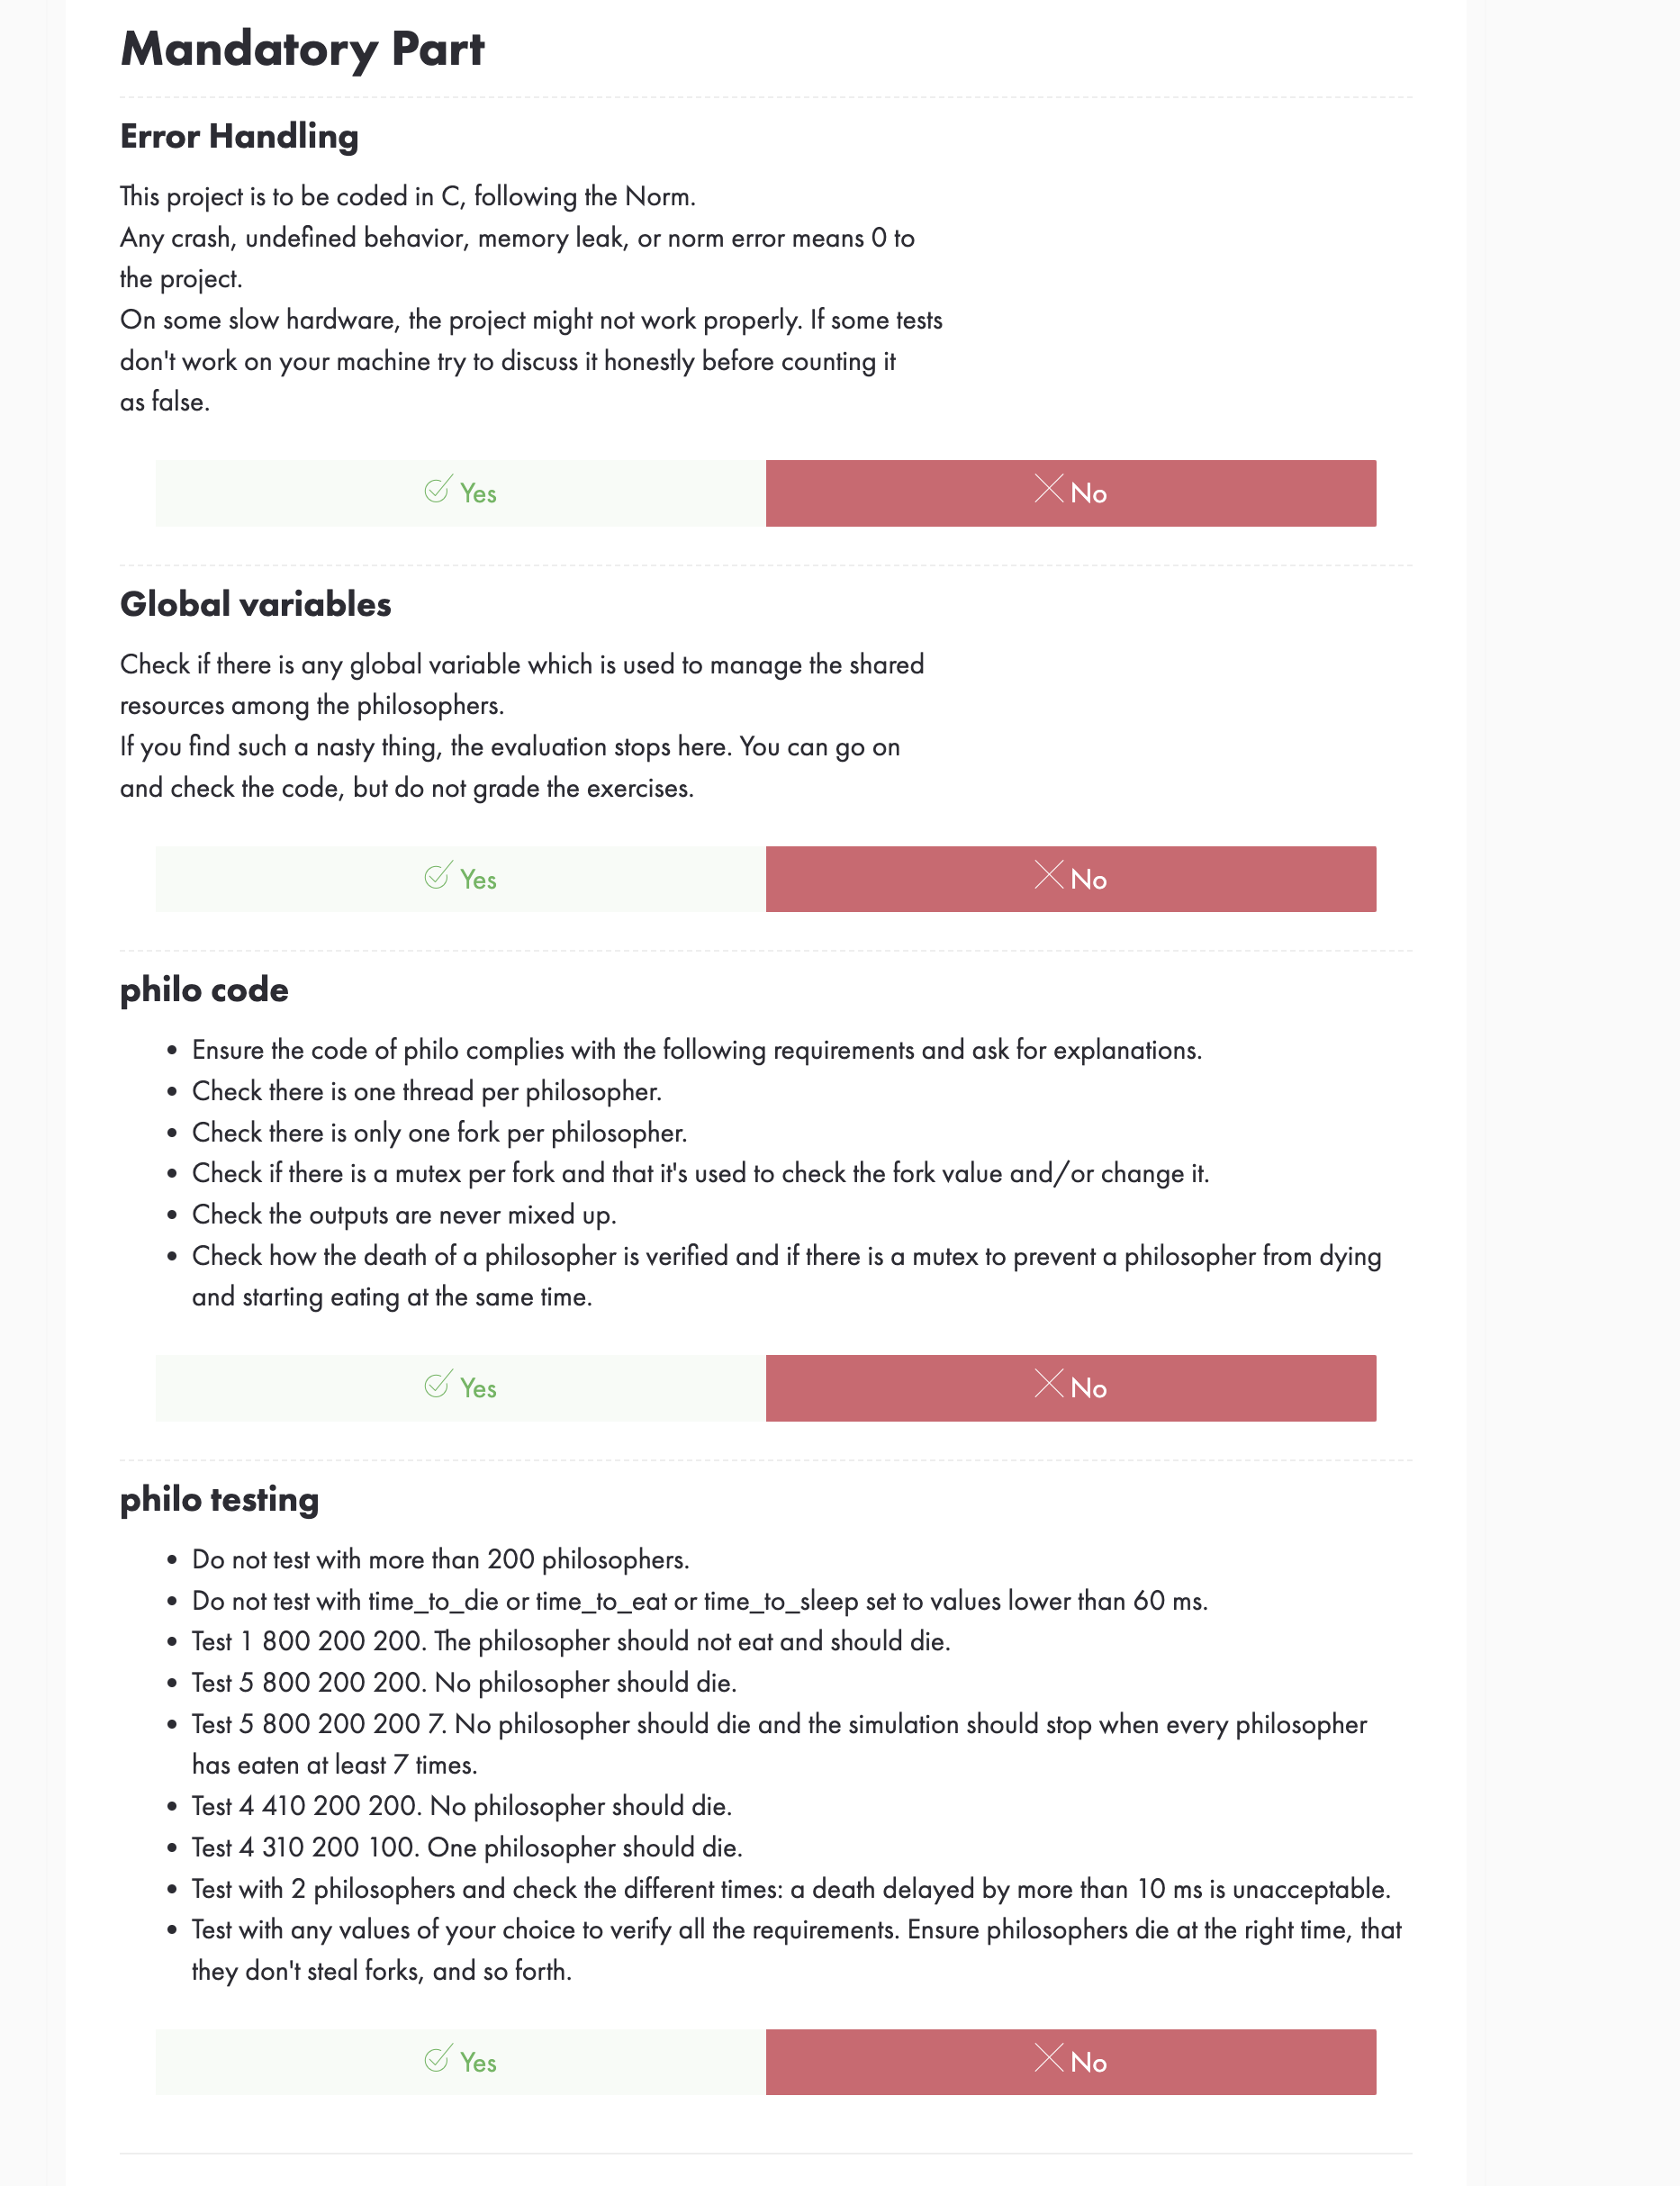 Mandatory Part
Error Handling
This project is to be coded in C, following the Norm.
Any crash, undefined behavior, memory leak, or norm error means 0 to
the project.
On some slow hardware, the project might not work properly. If some tests
don't work on your machine try to discuss it honestly before counting it
as false.
Yes
No
Global variables
Check if there is any global variable which is used to manage the shared
resources among the philosophers.
If you find such a nasty thing, the evaluation stops here. You can go on
and check the code, but do not grade the exercises.
Yes
No
philo code
• Ensure the code of philo complies with the following requirements and ask for explanations.
• Check there is one thread per philosopher.
• Check there is only one fork per philosopher.
• Check if there is a mutex per fork and that it's used to check the fork value and/or change it.
• Check the outputs are never mixed up.
• Check how the death of a philosopher is verified and if there is a mutex to prevent a philosopher from dying
and starting eating at the same time.
Yes
No
philo testing
• Do not test with more than 200 philosophers.
• Do not test with time_to_die or time_to_eat or time_to_sleep set to values lower than 60 ms.
• Test 1 800 200 200. The philosopher should not eat and should die.
• Test 5 800 200 200. No philosopher should die.
• Test 5 800 200 200 7. No philosopher should die and the simulation should stop when every philosopher
has eaten at least 7 times.
• Test 4 410 200 200. No philosopher should die.
• Test 4 310 200 100. One philosopher should die.
• Test with 2 philosophers and check the different times: a death delayed by more than 10 ms is unacceptable.
• Test with any values of your choice to verify all the requirements. Ensure philosophers die at the right time, that
they don't steal forks, and so forth.
Yes
No